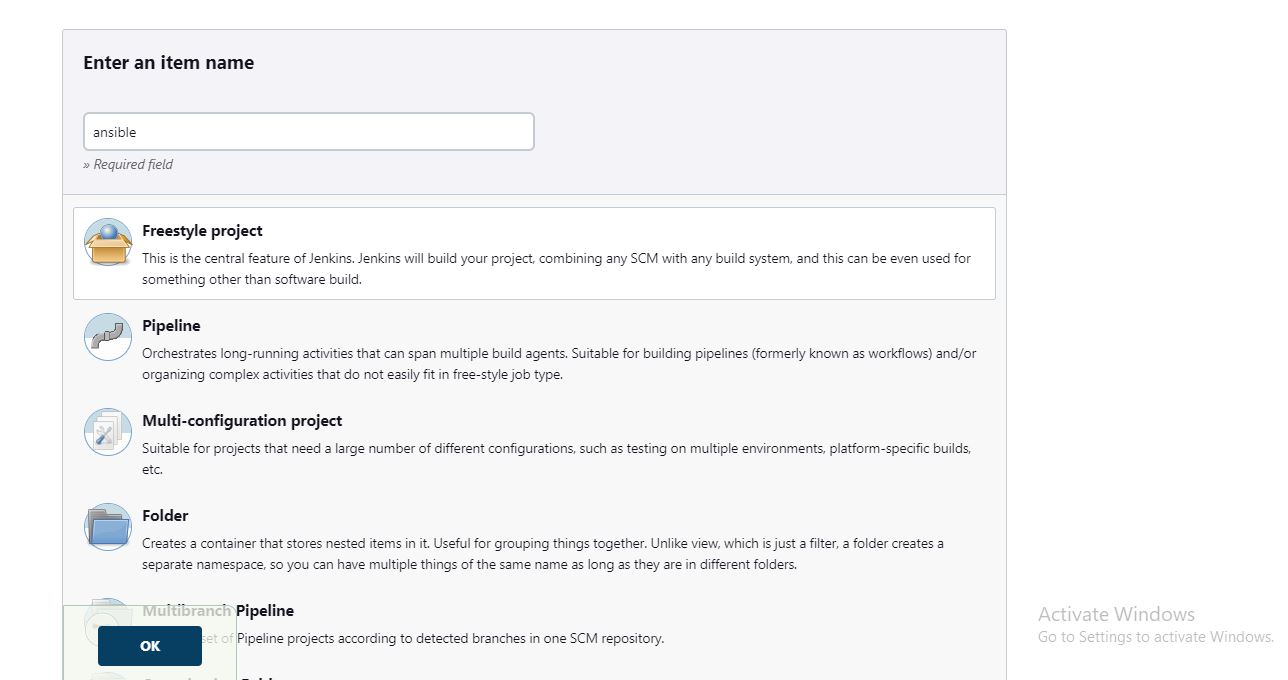 Enter an item name
ansible
» Required field
Freestyle project
This is the central feature of Jenkins. Jenkins will build your project, combining any SCM with any build system, and this can be even used for
something other than software build.
Pipeline
Orchestrates long-running activities that can span multiple build agents. Suitable for building pipelines (formerly known as workflows) and/or
organizing complex activities that do not easily fit in free-style job type.
Multi-configuration project
Suitable for projects that need a large number of different configurations, such as testing on multiple environments, platform-specific builds,
etc.
Folder
Creates a container that stores nested items in it. Useful for grouping things together. Unlike view, which is just a filter, a folder creates a
separate namespace, so you can have multiple things of the same name as long as they are in different folders.
Multibranch Pipeline
set of Pipeline projects according to detected branches in one SCM repository.
OK
Activate Windows
Go to Settings to activate Windows.